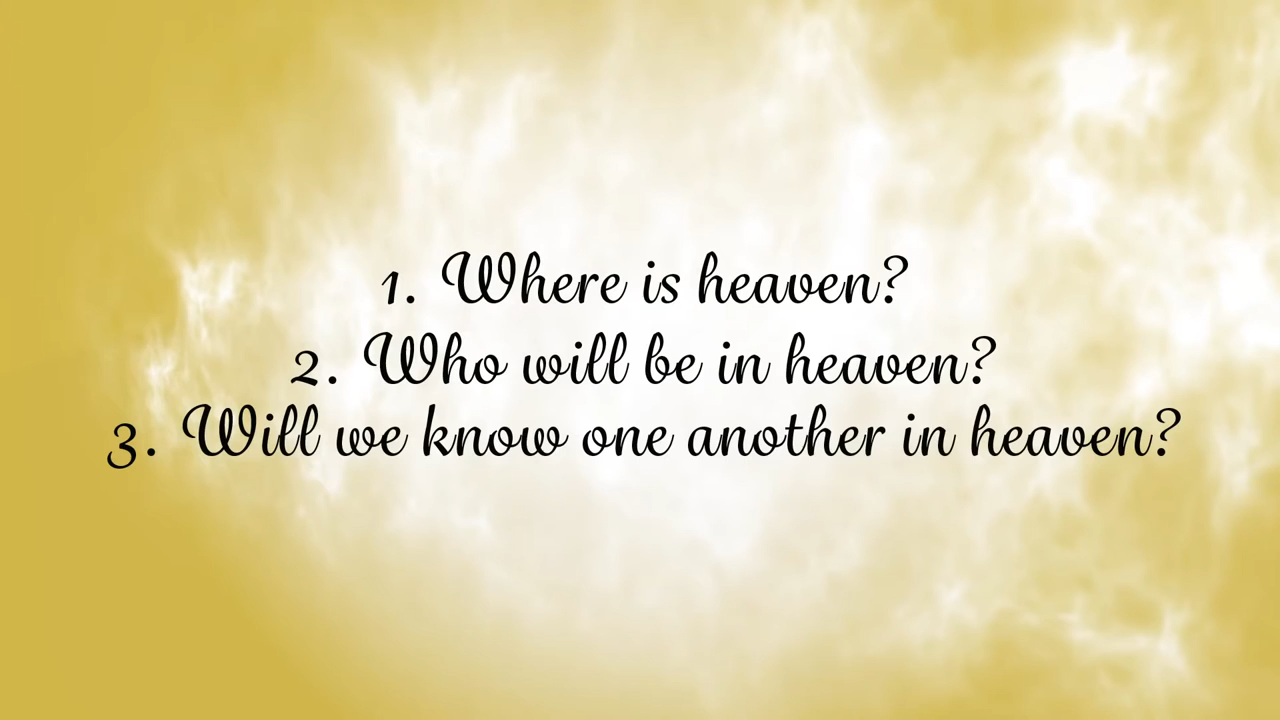 1. Where is heaven?
2. Who will be in heaven?
3. Will we know one another in heaven?